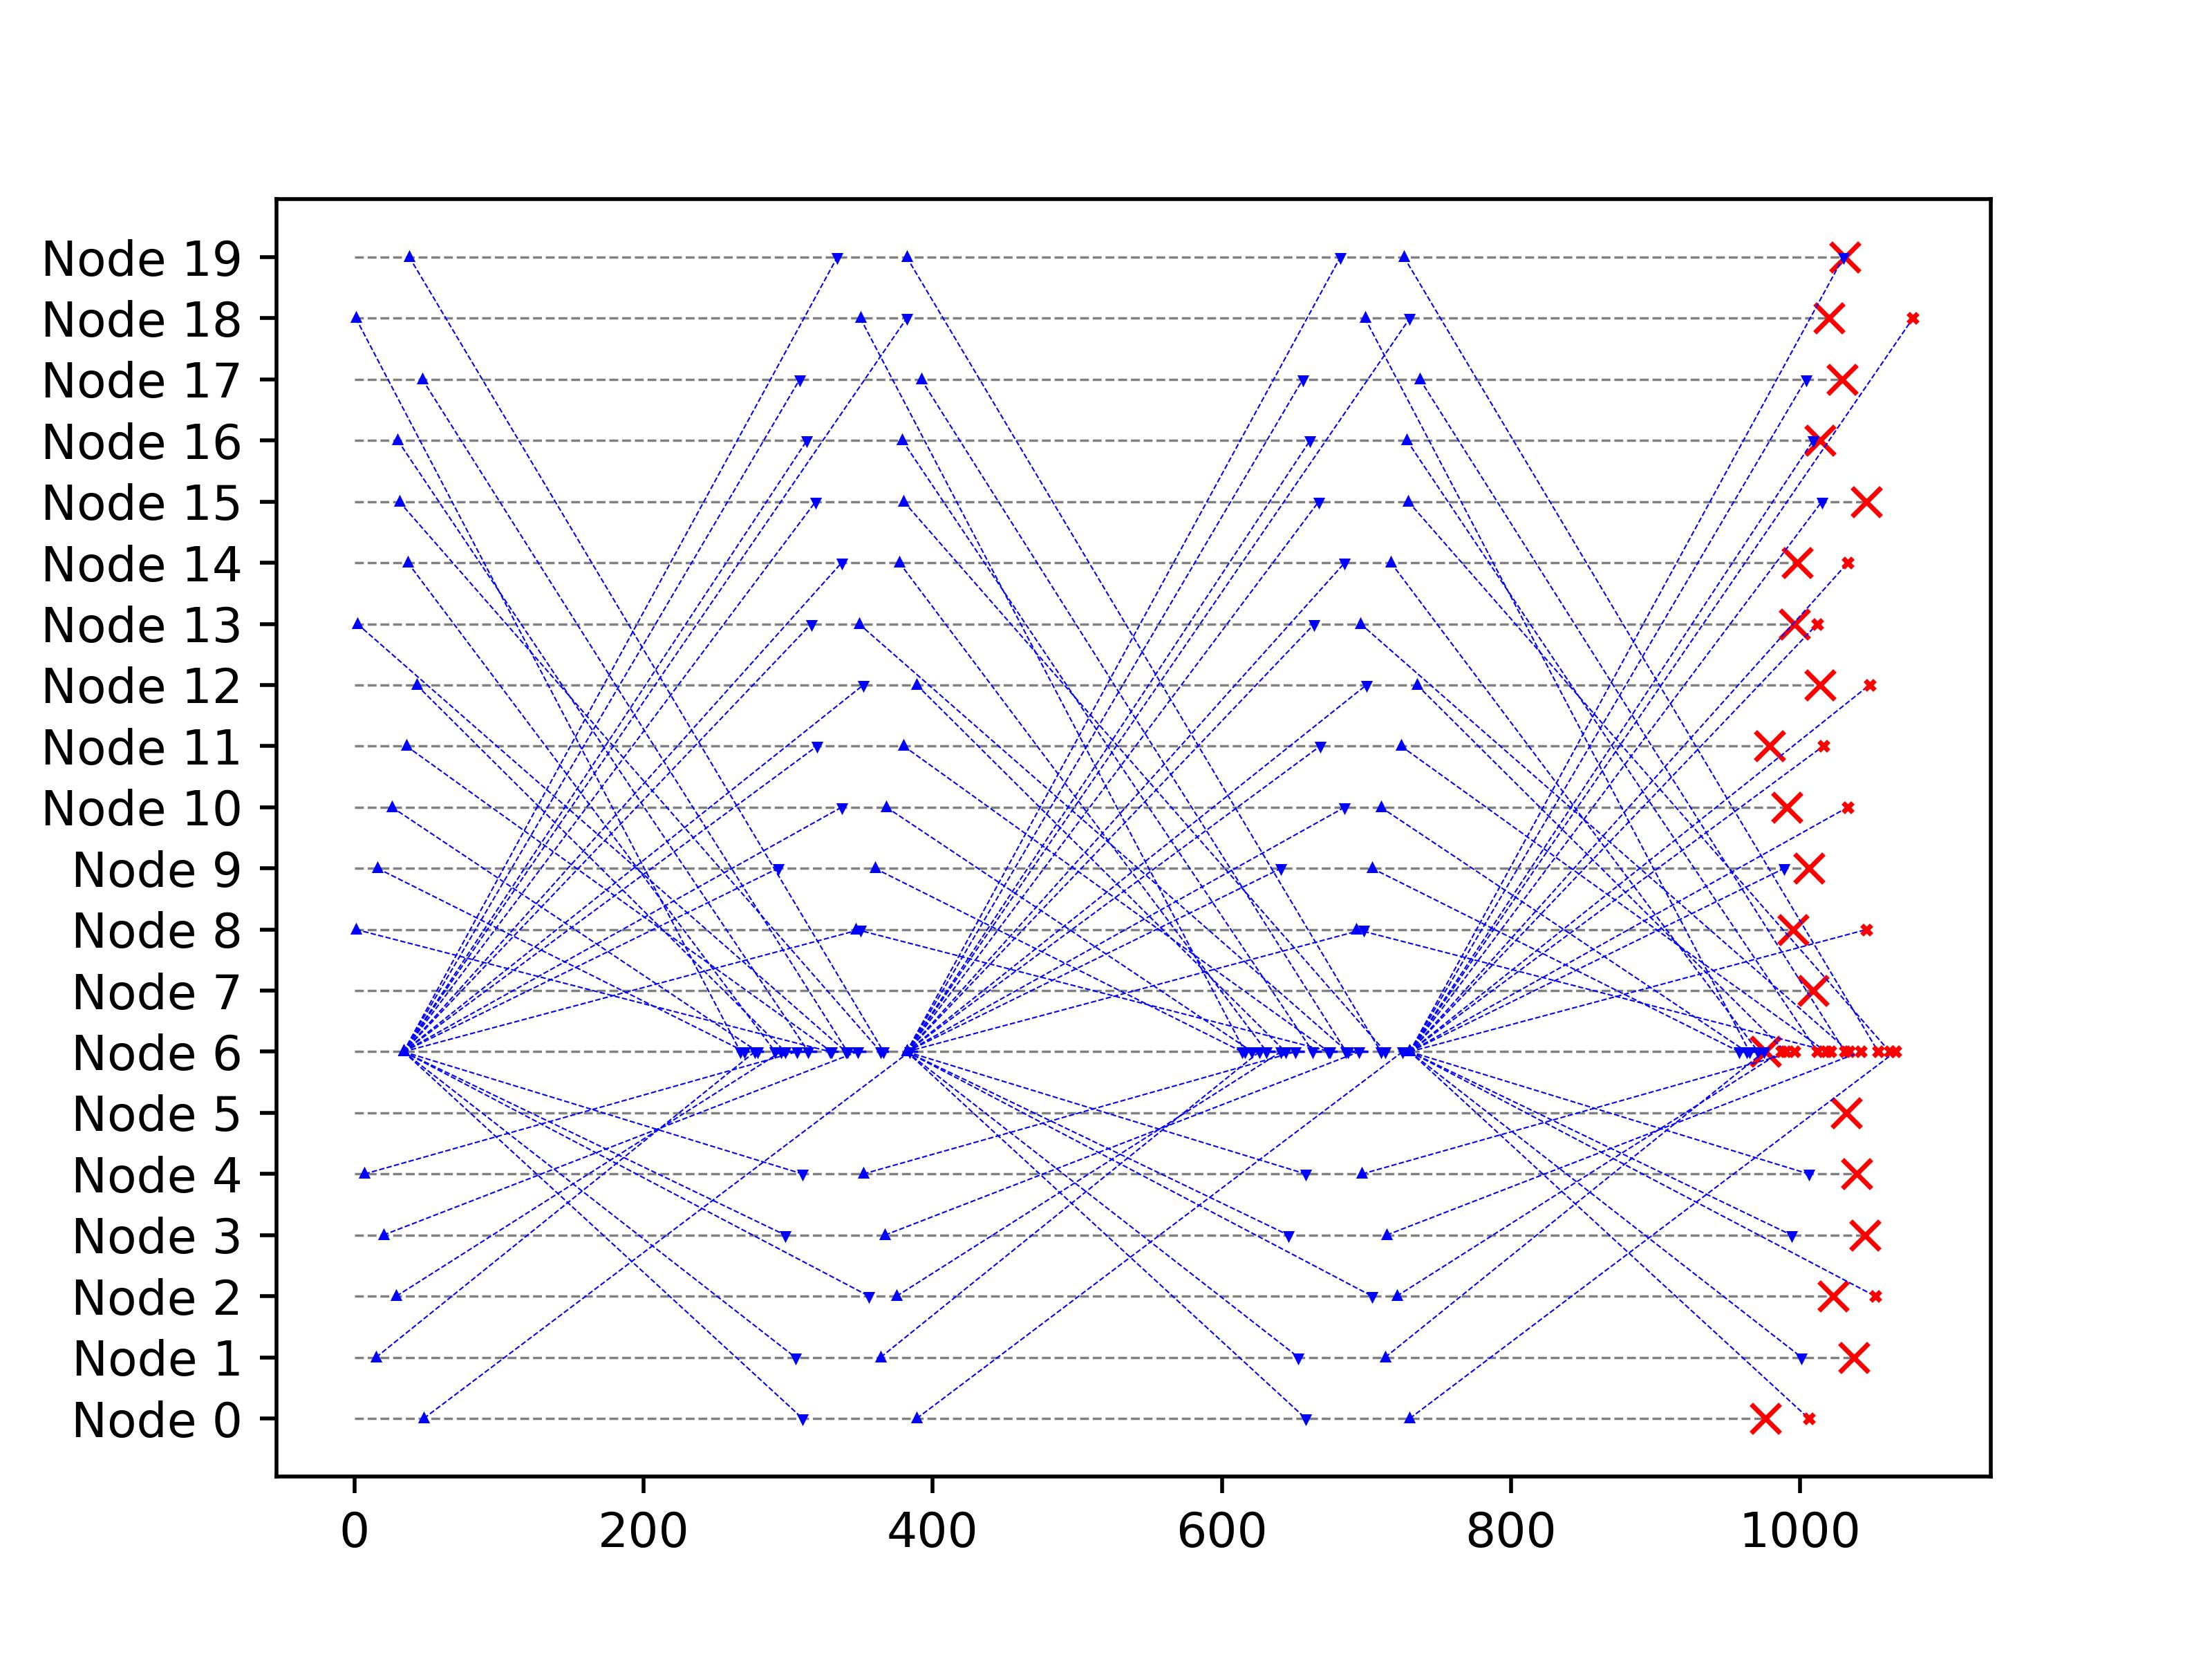 Node 19
Node 18
Node 17
Node 16
Node 15
Node 14
Node 13
Node 12
Node 11
Node 10
Node 9
Node 8
Node 7
Node 6
Node 5
Node 4
Node 3
Node 2
Node 1
Node 0
0 200 400 600 800 1000